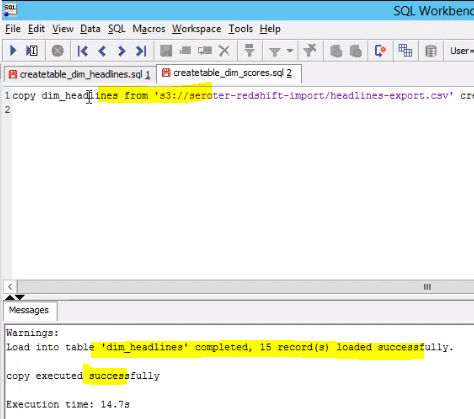 SQL Workbenc
File Edit View Data SQL Macros Workspace Tools Help
User=
createtable_dim_headlines.sql 1 createtable_dim_scores.sql 2
1 copy dim_headlines from 's3://seroter-redshift-import/headlines-export.csv' cre
2
Messages
Warnings:
Load into table 'dim_headlines' completed, 15 record(s) loaded successfully.
copy executed successfully
Execution time: 14.7s